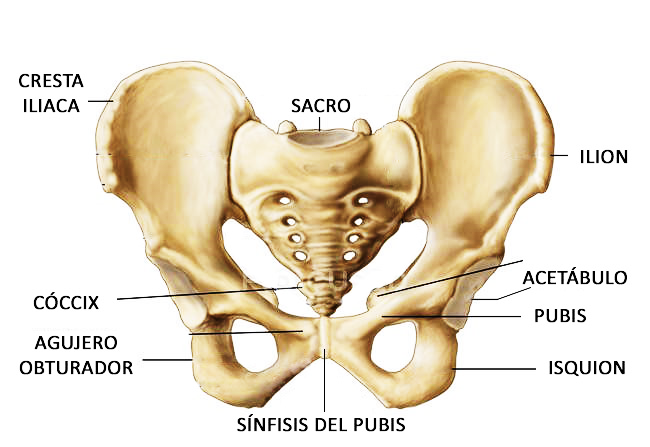 CRESTA
ILIACA
SACRO
ILION
CÓCCIX
ACETÁBULO
PUBIS
AGUJERO
OBTURADOR
ISQUION
SÍNFISIS DEL PUBIS